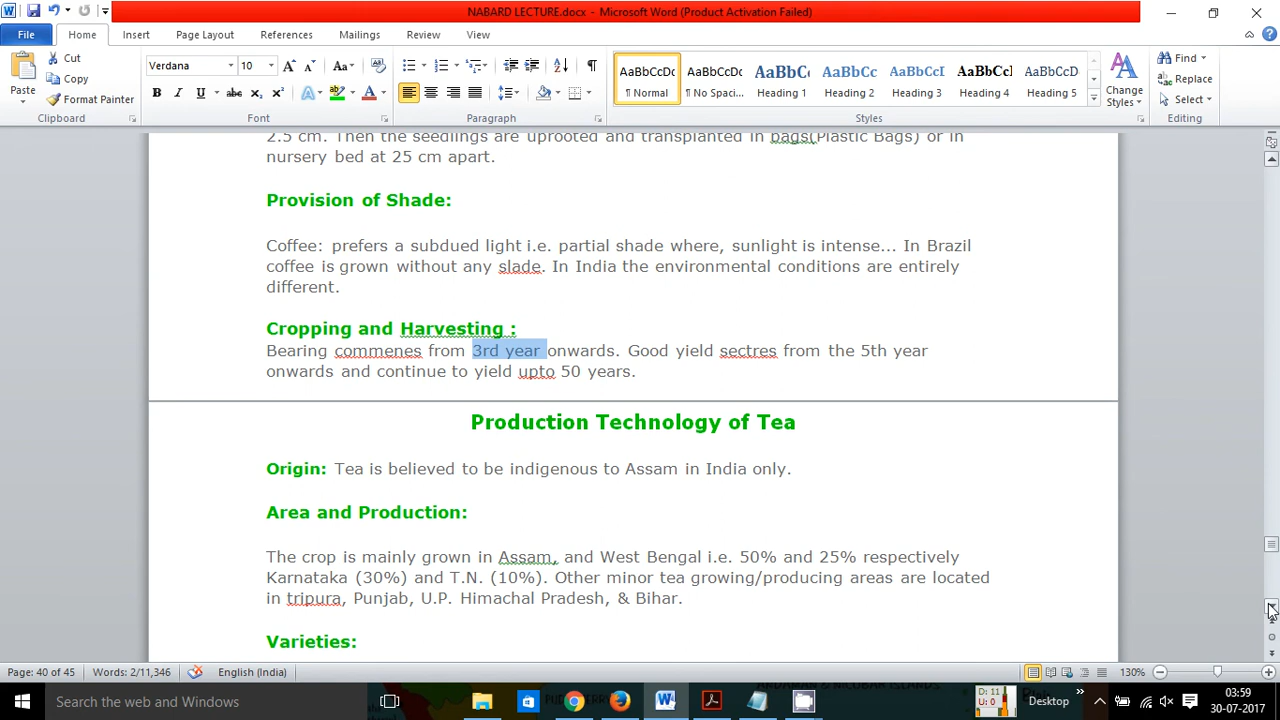 NABARD LECTURE.docx - Microsoft Word (Product Activation Failed)
File Home Insert Page Layout References Mailings Review View
Cut
Copy
Format Painter
Paste
Clipboard
Verdana 10
Font
Paragraph
AaBbCcDc AaBbCcDc AaBbC AaBbCc AaBbCcI AaBbCcI AaBbCcD
¶ Normal ¶ No Spaci... Heading 1 Heading 2 Heading 3 Heading 4 Heading 5
Change Styles
Styles
Find
Replace
Select
Editing
2.5 cm. Then the seedlings are uprooted and transplanted in bags(Plastic Bags) or in
nursery bed at 25 cm apart.
Provision of Shade:
Coffee: prefers a subdued light i.e. partial shade where, sunlight is intense... In Brazil
coffee is grown without any slade. In India the environmental conditions are entirely
different.
Cropping and Harvesting :
Bearing commenes from 3rd year onwards. Good yield sectres from the 5th year
onwards and continue to yield upto 50 years.
Production Technology of Tea
Origin: Tea is believed to be indigenous to Assam in India only.
Area and Production:
The crop is mainly grown in Assam, and West Bengal i.e. 50% and 25% respectively
Karnataka (30%) and T.N. (10%). Other minor tea growing/producing areas are located
in tripura, Punjab, U.P. Himachal Pradesh, & Bihar.
Varieties:
Page: 40 of 45 Words: 2/11,346 English (India) 130%
Search the web and Windows
D: 11
U: 0
Desktop
03:59
30-07-2017